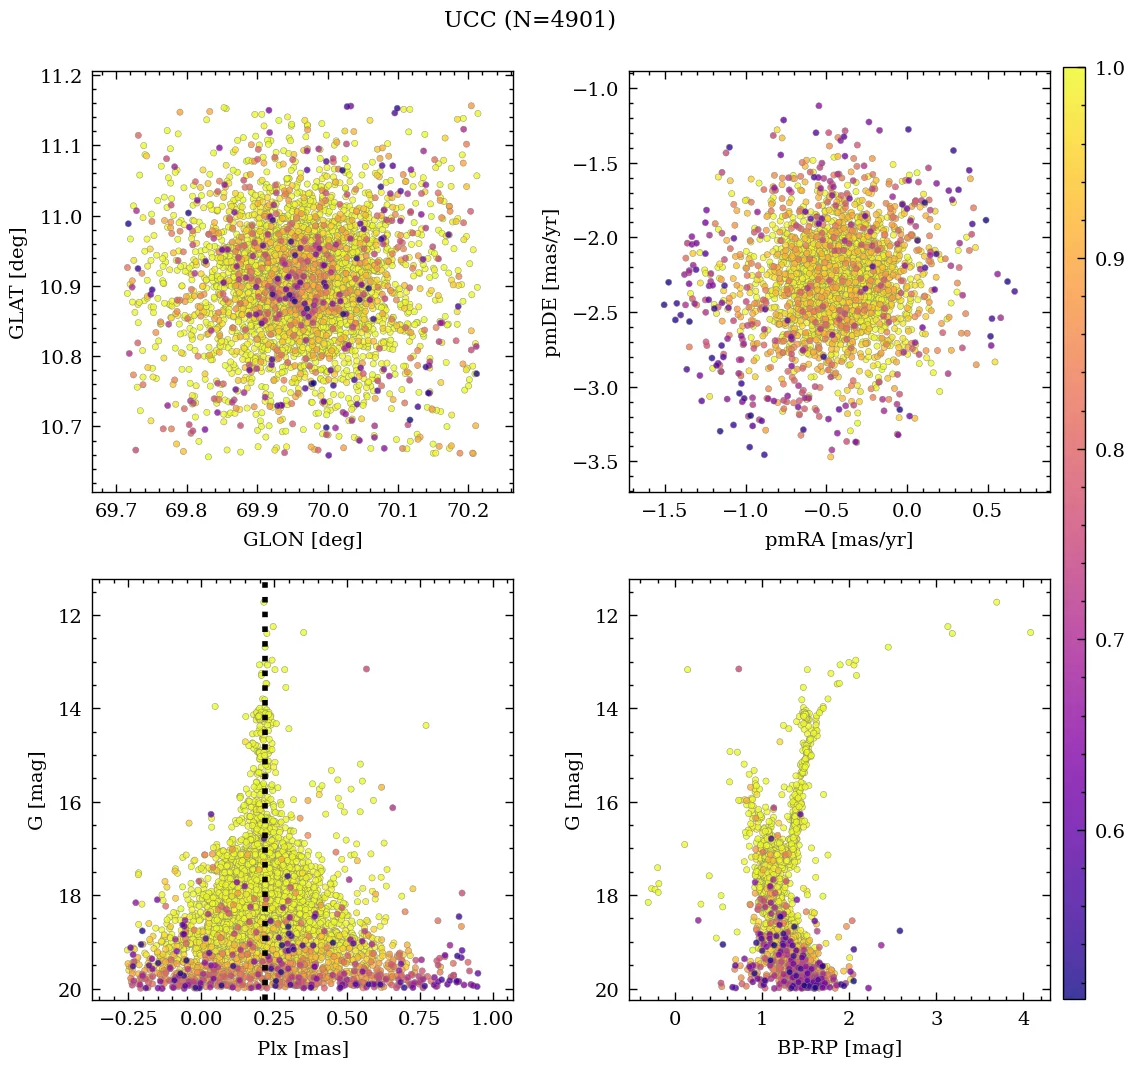 UCC (N=4901)
11.2
11.1
11.0
10.9
10.8
10.7
GLAT [deg]
69.7 69.8 69.9 70.0 70.1 70.2
GLON [deg]
−1.0
−1.5
−2.0
−2.5
−3.0
−3.5
pmDE [mas/yr]
−1.5 −1.0 −0.5 0.0 0.5
pmRA [mas/yr]
12
14
16
18
20
G [mag]
−0.25 0.00 0.25 0.50 0.75 1.00
Plx [mas]
12
14
16
18
20
G [mag]
0 1 2 3 4
BP-RP [mag]
1.0
0.9
0.8
0.7
0.6